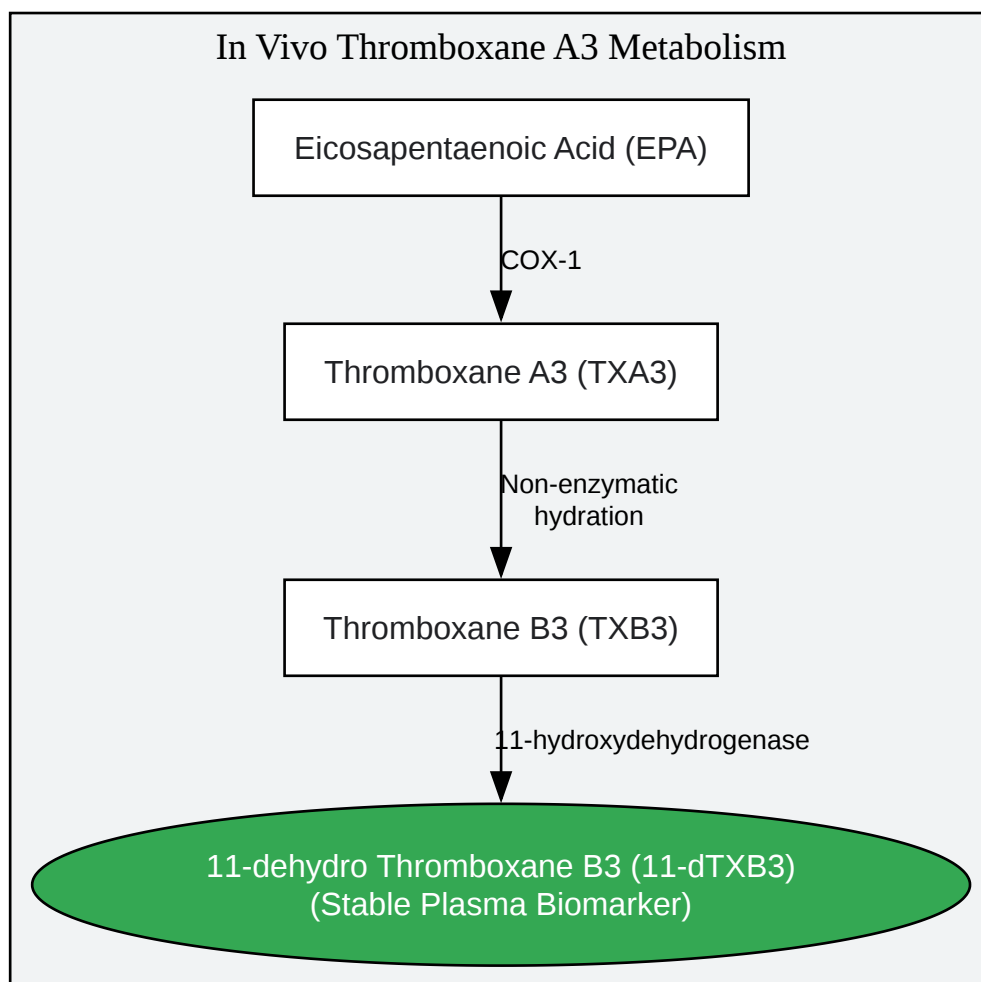 In Vivo Thromboxane A3 Metabolism
Eicosapentaenoic Acid (EPA)
COX-1
Thromboxane A3 (TXA3)
Non-enzymatic
hydration
Thromboxane B3 (TXB3)
11-hydroxydehydrogenase
11-dehydro Thromboxane B3 (11-dTXB3)
(Stable Plasma Biomarker)